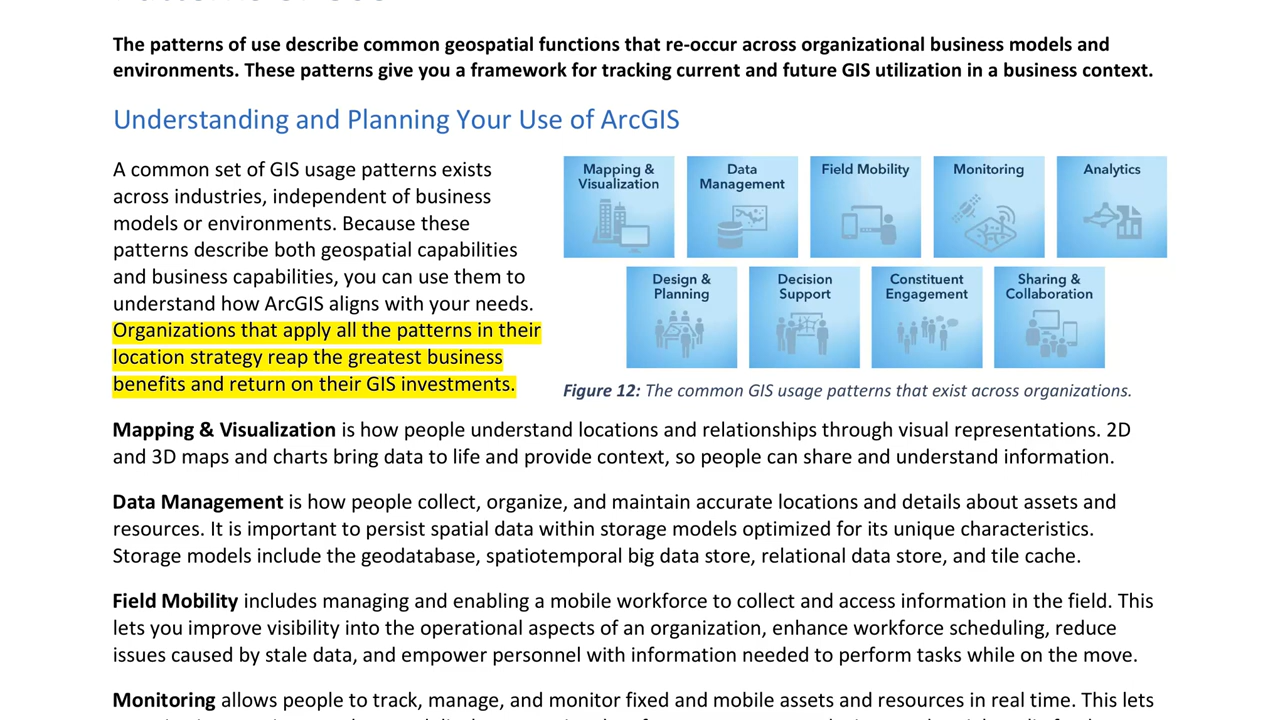 The patterns of use describe common geospatial functions that re-occur across organizational business models and
environments. These patterns give you a framework for tracking current and future GIS utilization in a business context.
Understanding and Planning Your Use of ArcGIS
A common set of GIS usage patterns exists
across industries, independent of business
models or environments. Because these
patterns describe both geospatial capabilities
and business capabilities, you can use them to
understand how ArcGIS aligns with your needs.
Organizations that apply all the patterns in their
location strategy reap the greatest business
benefits and return on their GIS investments.
Mapping &
Visualization
Data
Management
Field Mobility
Monitoring
Analytics
Design &
Planning
Decision
Support
Constituent
Engagement
Sharing &
Collaboration
Figure 12: The common GIS usage patterns that exist across organizations.
Mapping & Visualization is how people understand locations and relationships through visual representations. 2D
and 3D maps and charts bring data to life and provide context, so people can share and understand information.
Data Management is how people collect, organize, and maintain accurate locations and details about assets and
resources. It is important to persist spatial data within storage models optimized for its unique characteristics.
Storage models include the geodatabase, spatiotemporal big data store, relational data store, and tile cache.
Field Mobility includes managing and enabling a mobile workforce to collect and access information in the field. This
lets you improve visibility into the operational aspects of an organization, enhance workforce scheduling, reduce
issues caused by stale data, and empower personnel with information needed to perform tasks while on the move.
Monitoring allows people to track, manage, and monitor fixed and mobile assets and resources in real time. This lets